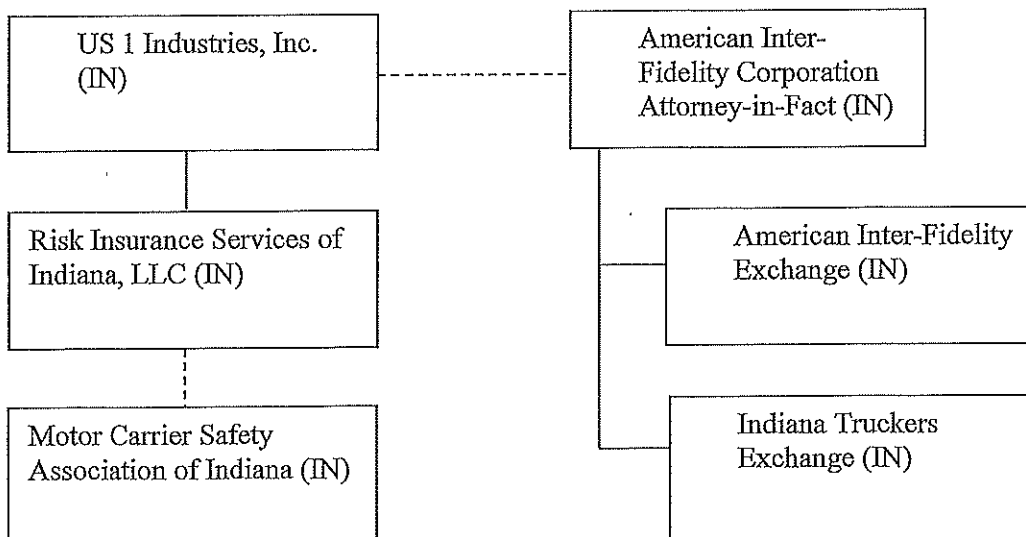 US 1 Industries, Inc.
(IN)
American Inter-
Fidelity Corporation
Attorney-in-Fact (IN)
Risk Insurance Services of
Indiana, LLC (IN)
American Inter-Fidelity
Exchange (IN)
Motor Carrier Safety
Association of Indiana (IN)
Indiana Truckers
Exchange (IN)